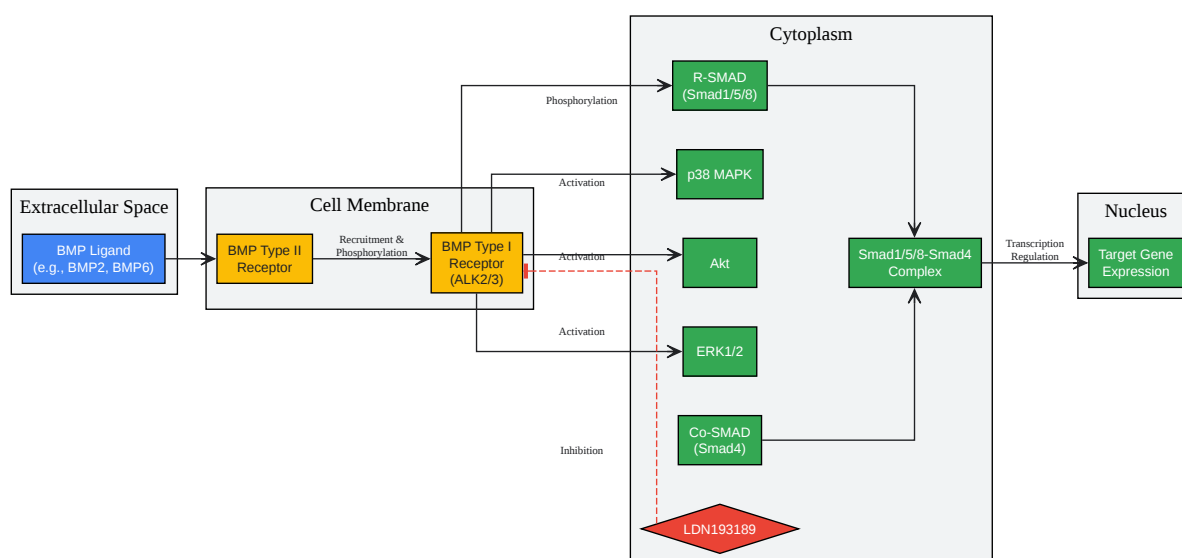 Cytoplasm
R-SMAD
(Smad1/5/8)
Phosphorylation
p38 MAPK
Activation
Extracellular Space
BMP Ligand
(e.g., BMP2, BMP6)
Cell Membrane
BMP Type II
Receptor
Recruitment &
Phosphorylation
BMP Type I
Receptor
(ALK2/3)
Activation
Akt
Smad1/5/8-Smad4
Complex
Transcription
Regulation
Nucleus
Target Gene
Expression
Activation
ERK1/2
Co-SMAD
(Smad4)
Inhibition
LDN193189